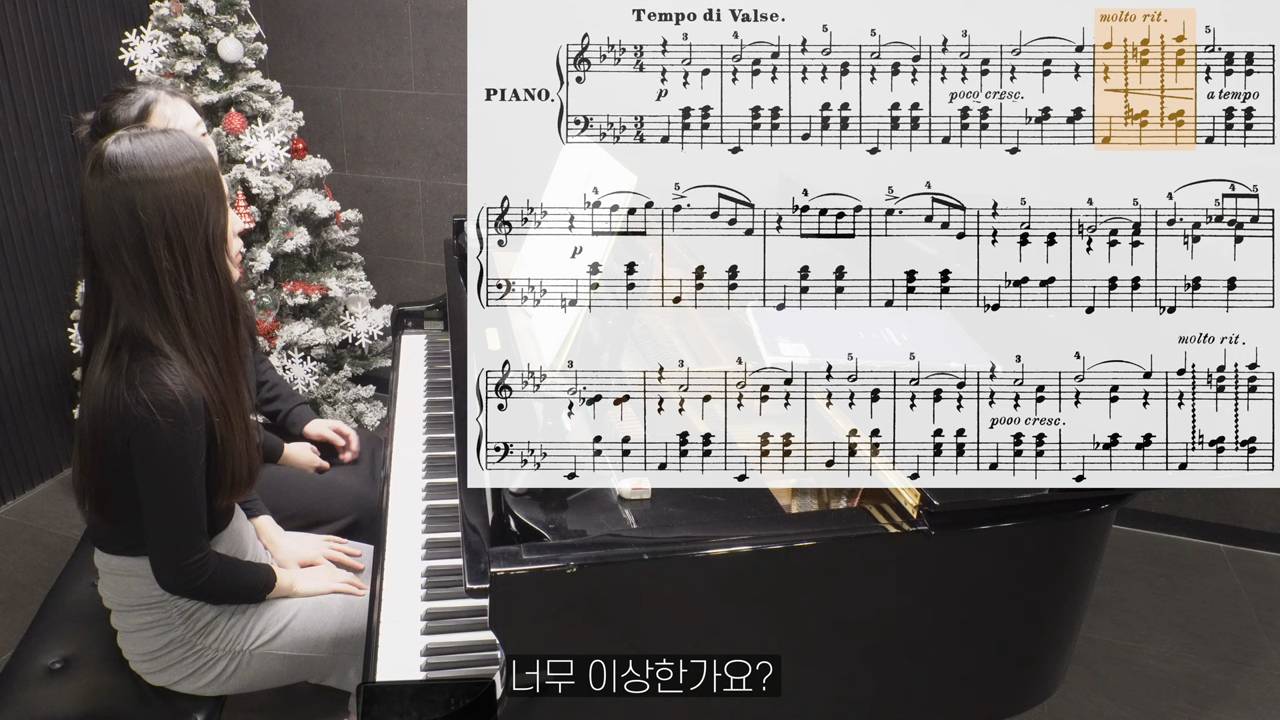 Tempo di Valse.
molto rit.
PIANO.
p
poco cresc.
a tempo
p
molto rit.
pooo cresc.
너무 이상한가요?